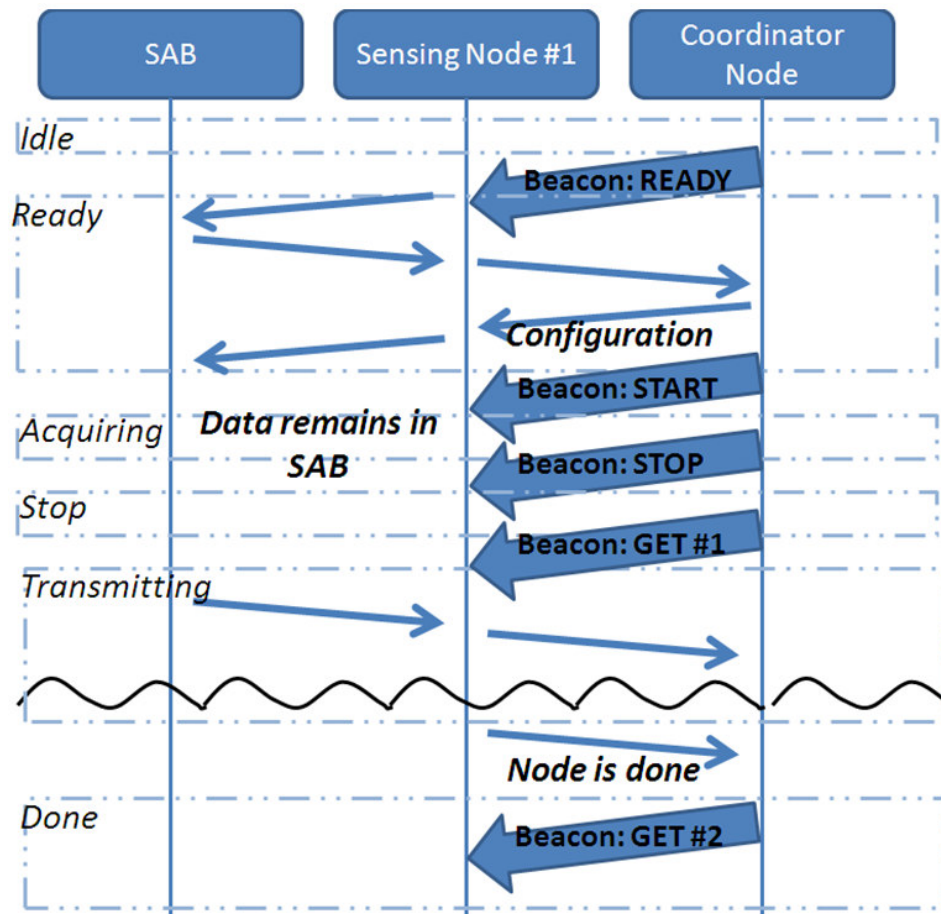 SAB
Sensing Node #1
Coordinator
Node
Idle
Beacon: READY
Ready
Configuration
Beacon: START
Acquiring
Data remains in
SAB
Beacon: STOP
Stop
Beacon: GET #1
Transmitting
Node is done
Done
Beacon: GET #2